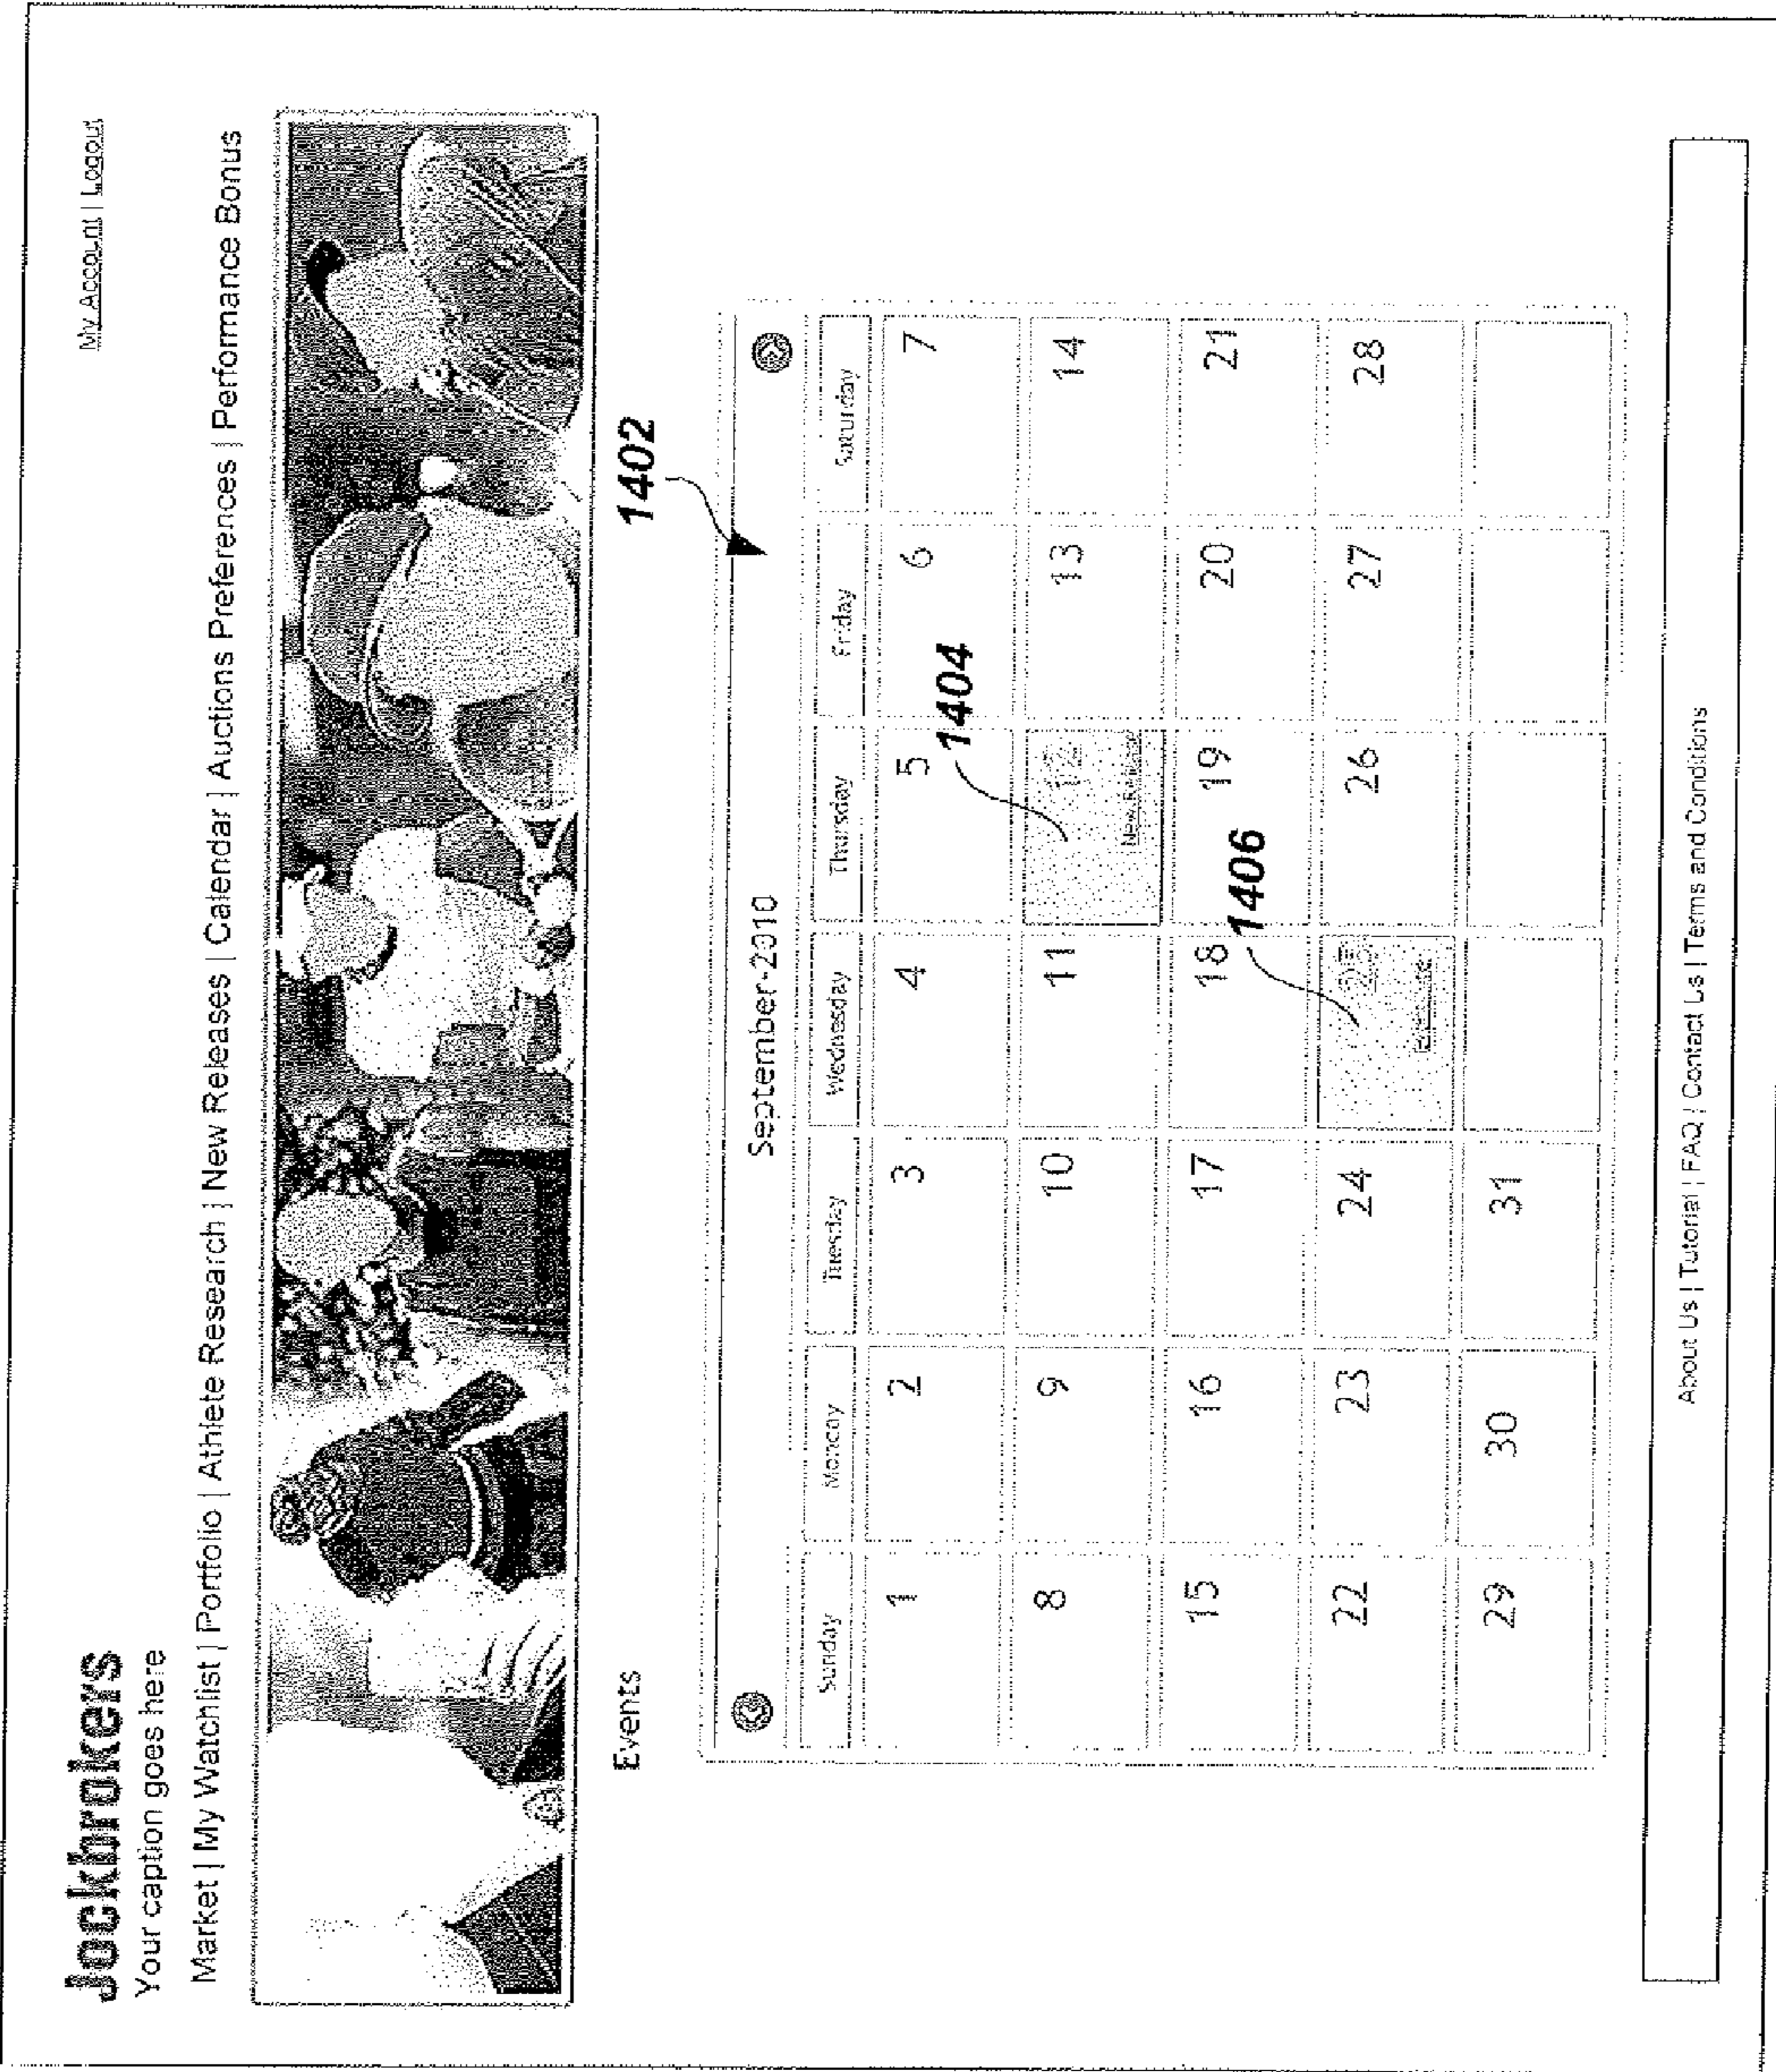 My Account | Logout
Jockbrokers
Your caption goes here
Market | My Watchlist | Portfolio | Athlete Research | New Releases | Calendar | Auctions Preferences | Performance Bonus
Events
1402
September-2010
Sunday Monday Tuesday Wednesday Thursday Friday Saturday
1 2 3 4 5 6 7
1404
8 9 10 11 12 13 14
New
15 16 17 18 19 20 21
1406
22 23 24 25 26 27 28
29 30 31
About Us | Tutorial | FAQ | Contact Us | Terms and Conditions